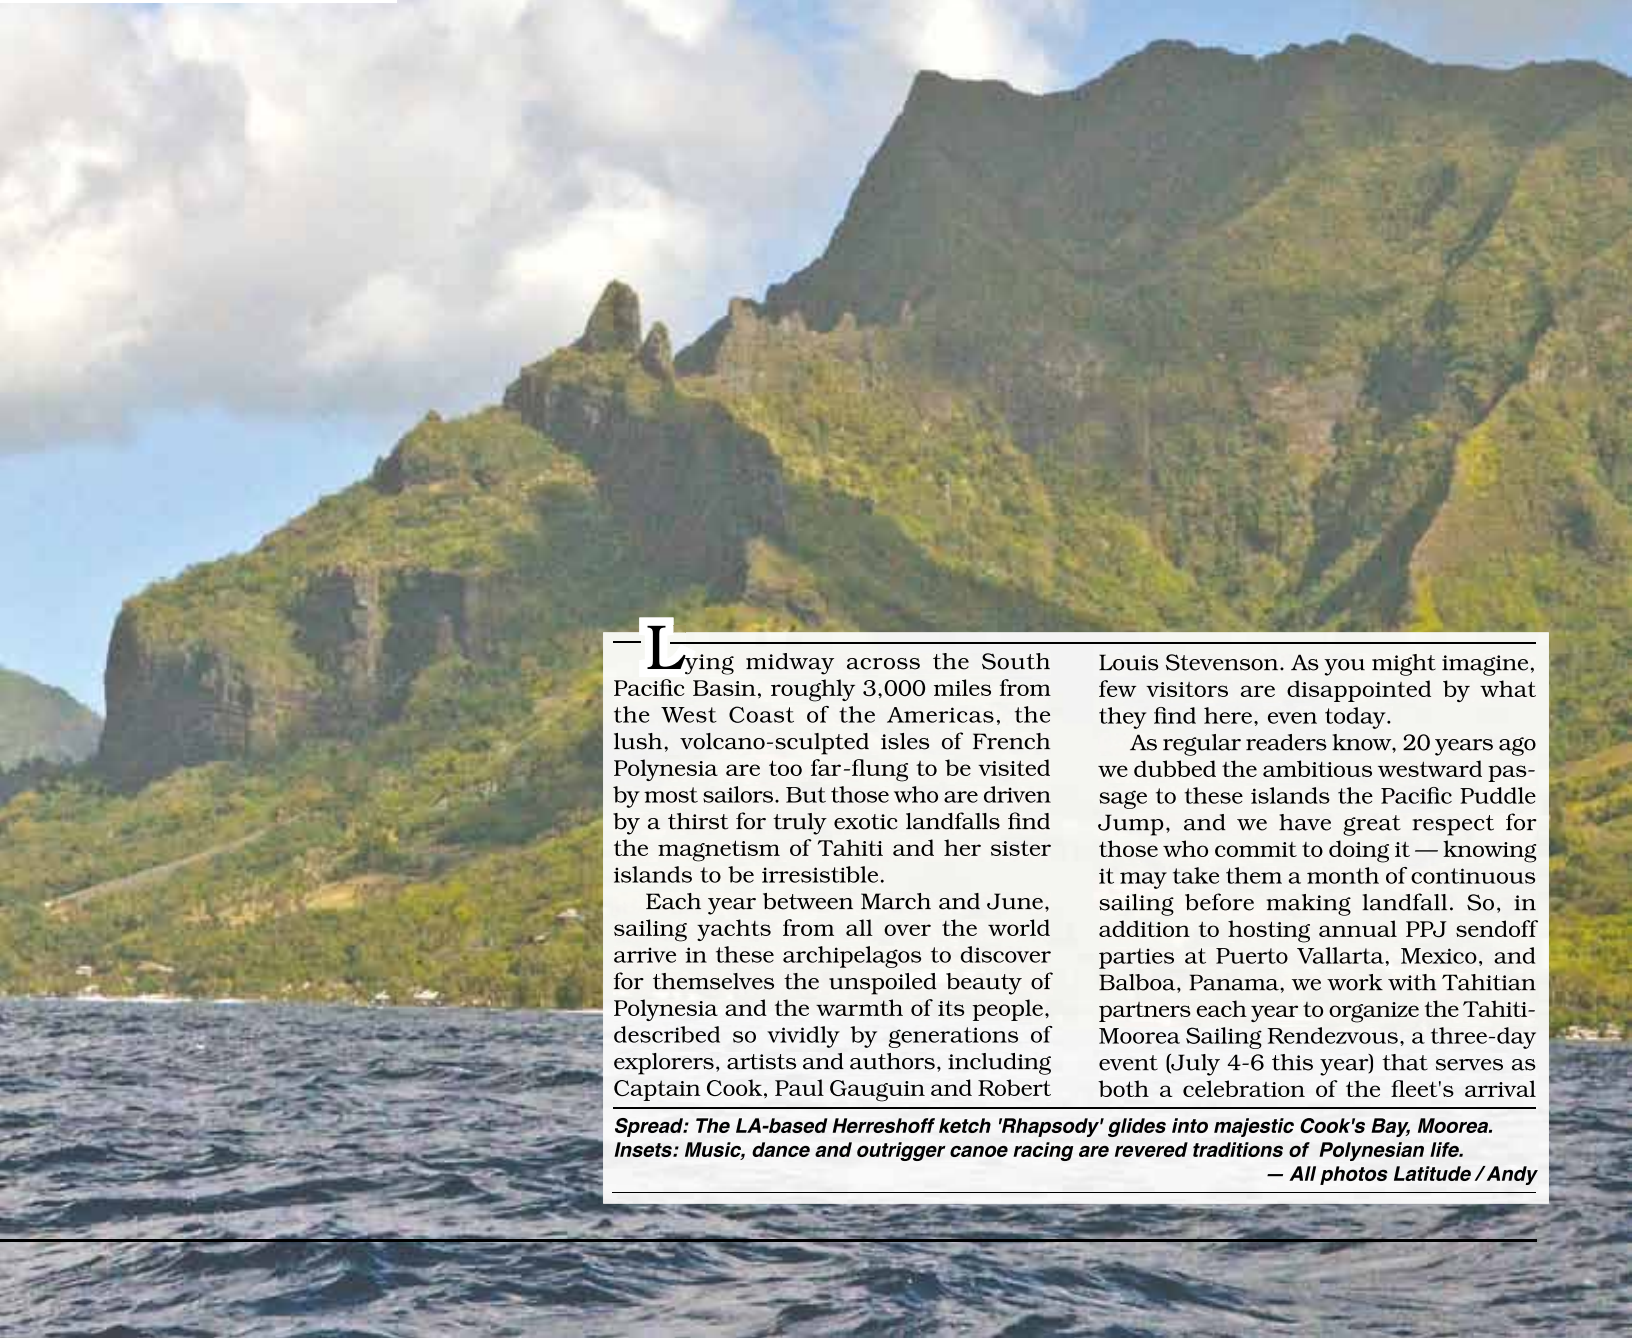 Lying midway across the South
Pacific Basin, roughly 3,000 miles from
the West Coast of the Americas, the
lush, volcano-sculpted isles of French
Polynesia are too far-flung to be visited
by most sailors. But those who are driven
by a thirst for truly exotic landfalls find
the magnetism of Tahiti and her sister
islands to be irresistible.
Each year between March and June,
sailing yachts from all over the world
arrive in these archipelagos to discover
for themselves the unspoiled beauty of
Polynesia and the warmth of its people,
described so vividly by generations of
explorers, artists and authors, including
Captain Cook, Paul Gauguin and Robert
Louis Stevenson. As you might imagine,
few visitors are disappointed by what
they find here, even today.
As regular readers know, 20 years ago
we dubbed the ambitious westward pas-
sage to these islands the Pacific Puddle
Jump, and we have great respect for
those who commit to doing it — knowing
it may take them a month of continuous
sailing before making landfall. So, in
addition to hosting annual PPJ sendoff
parties at Puerto Vallarta, Mexico, and
Balboa, Panama, we work with Tahitian
partners each year to organize the Tahiti-
Moorea Sailing Rendezvous, a three-day
event (July 4-6 this year) that serves as
both a celebration of the fleet's arrival
Spread: The LA-based Herreshoff ketch 'Rhapsody' glides into majestic Cook's Bay, Moorea.
Insets: Music, dance and outrigger canoe racing are revered traditions of Polynesian life.
— All photos Latitude / Andy